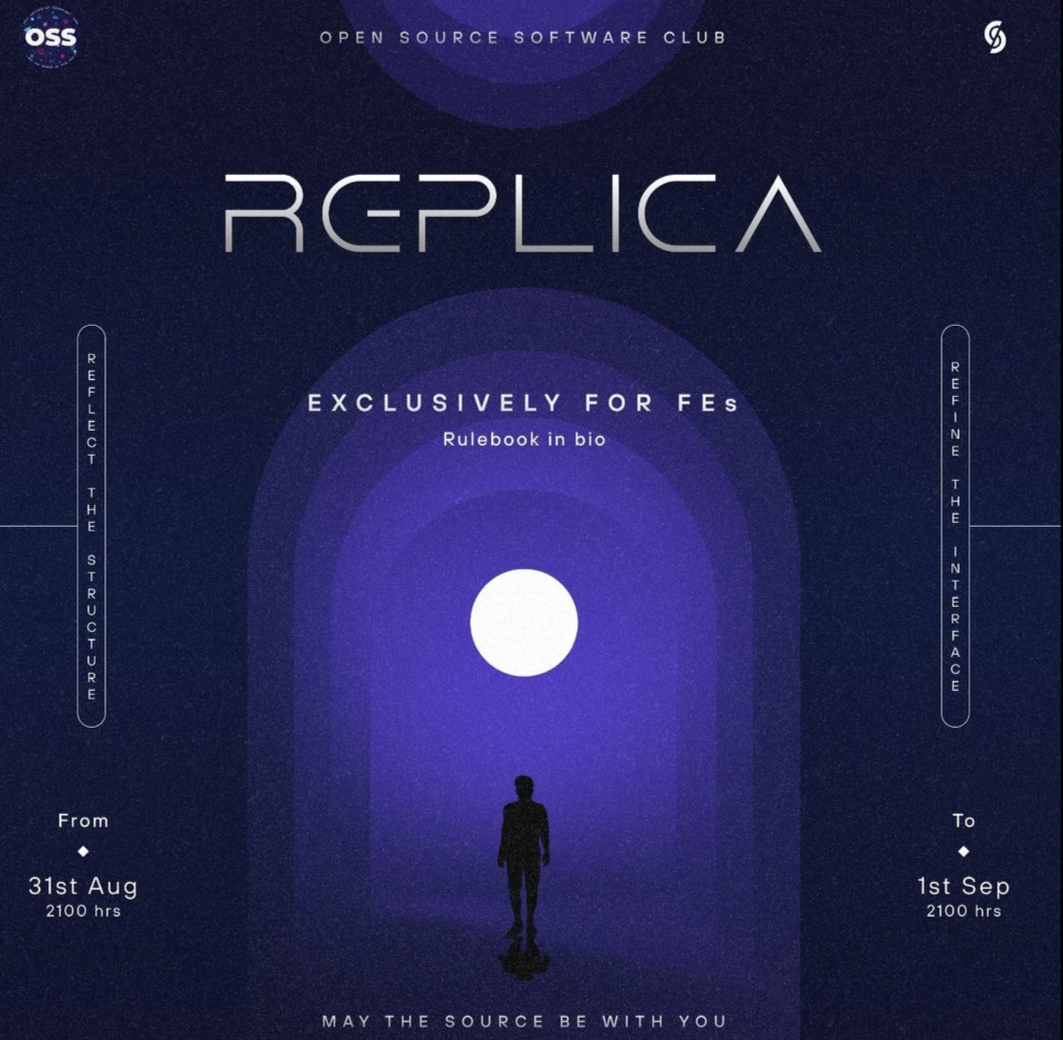 OSS
OPEN SOURCE SOFTWARE CLUB
REPLICA
EXCLUSIVELY FOR FEs
Rulebook in bio
REFLECT THE STRUCTURE
REFINE THE INTERFACE
From
31st Aug
2100 hrs
To
1st Sep
2100 hrs
MAY THE SOURCE BE WITH YOU